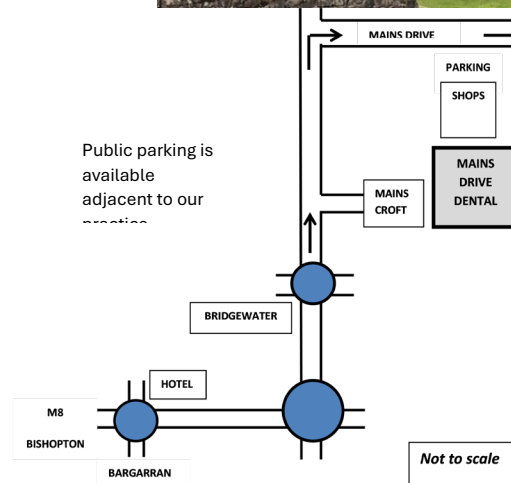 MAINS DRIVE
PARKING
SHOPS
Public parking is
available
adjacent to our
practice
MAINS
DRIVE
DENTAL
MAINS
CROFT
BRIDGEWATER
HOTEL
M8
BISHOPTON
BARGARRAN
Not to scale